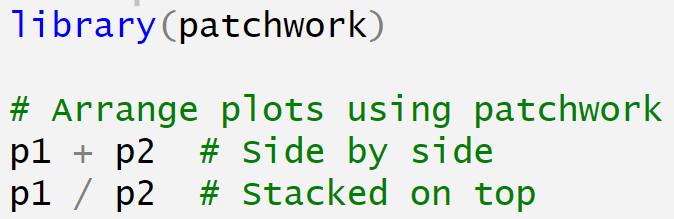 library(patchwork)
# Arrange plots using patchwork
p1 + p2  # Side by side
p1 / p2  # Stacked on top